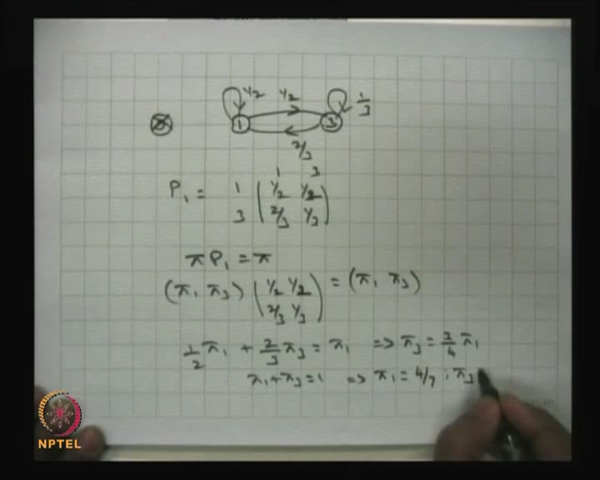 1/2 1/2 1/3
1 3
2/3
1 3
P₁ = 1 ( 1/2 1/2 )
3 ( 2/3 1/3 )
π P₁ = π
(π₁ π₃) ( 1/2 1/2 ) = (π₁ π₃)
( 2/3 1/3 )
1/2 π₁ + 2/3 π₃ = π₁ ⇒ π₃ = 3/4 π₁
π₁ + π₃ = 1 ⇒ π₁ = 4/7 ; π₃
NPTEL